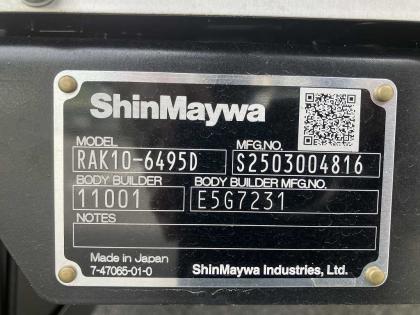 ShinMaywa
MODEL MFG.NO.
RAK10-6495D S2503004816
BODY BUILDER BODY BUILDER MFG.NO.
11001 E5G7231
NOTES
Made in Japan
7-47065-01-0 ShinMaywa Industries, Ltd.